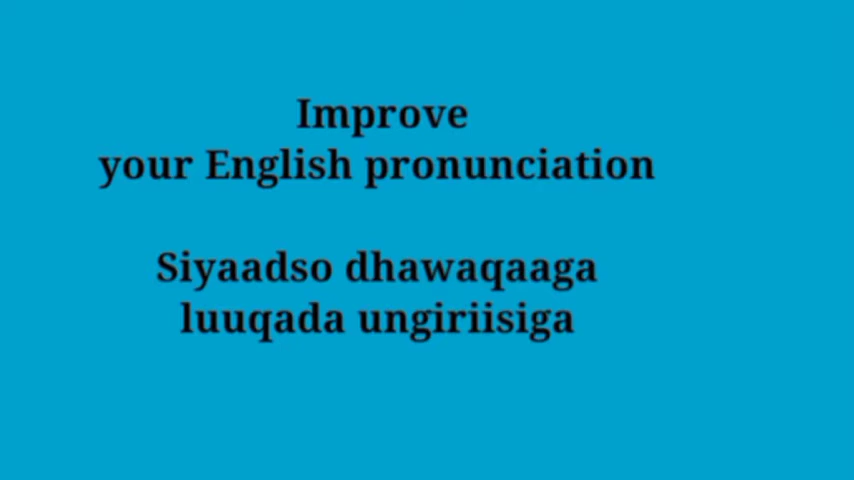 Improve
your English pronunciation
Siyaadso dhawaqaaga
luuqada ungiriisiga